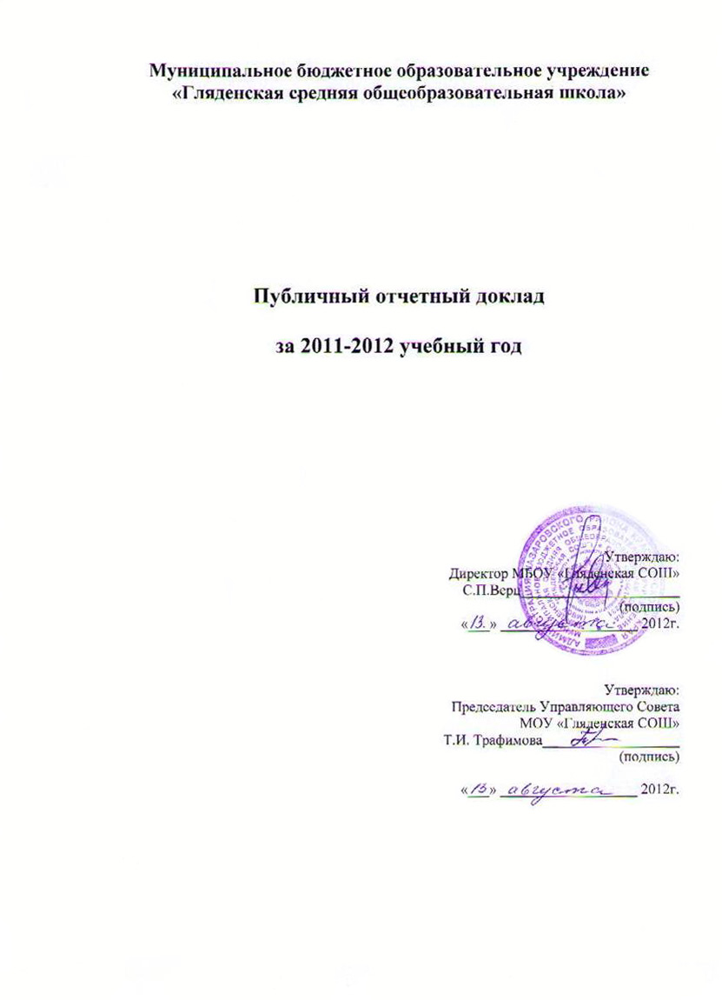 Муниципальное бюджетное образовательное учреждение
«Гляденская средняя общеобразовательная школа»
Публичный отчетный доклад
за 2011-2012 учебный год
Утверждаю:
Директор МБОУ «Гляденская СОШ»
С.П.Верц
(подпись)
«13» августа 2012г.
Утверждаю:
Председатель Управляющего Совета
МОУ «Гляденская СОШ»
Т.И. Трафимова
(подпись)
«13» августа 2012г.